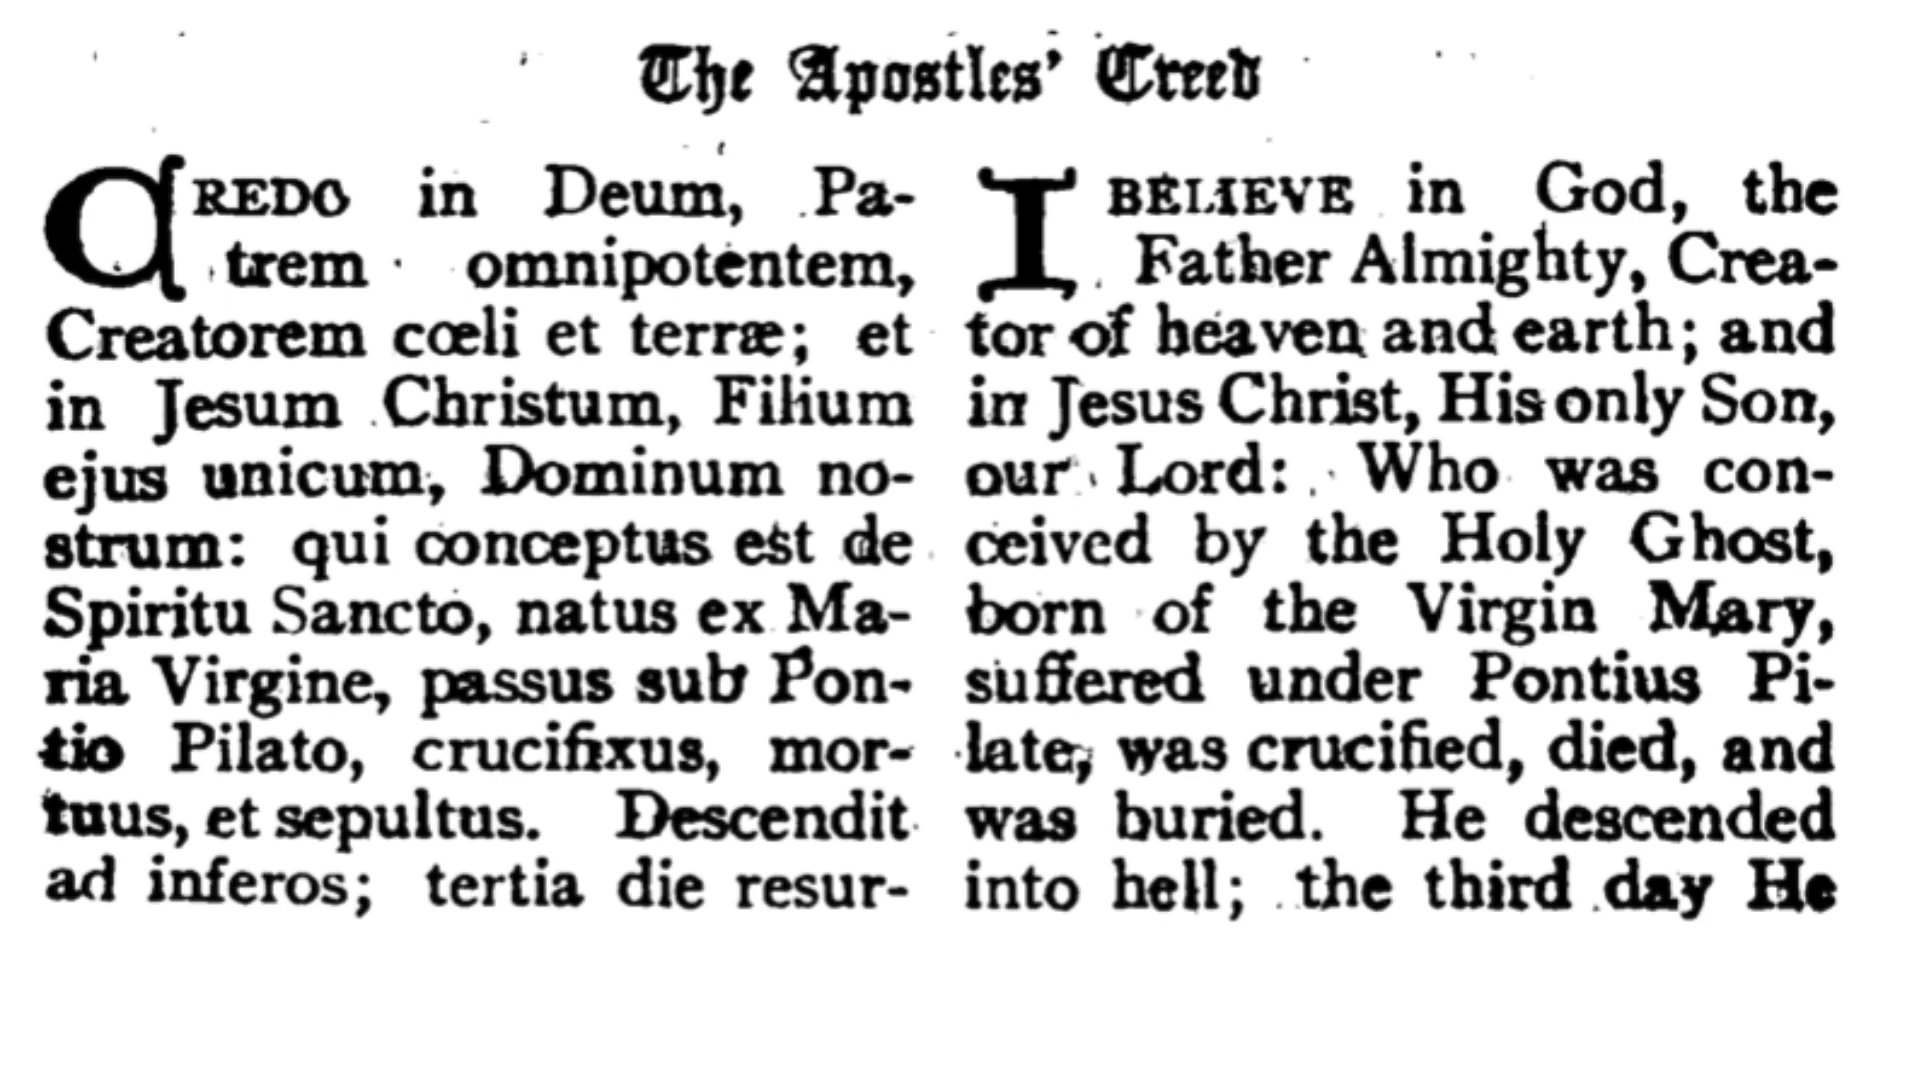 The Apostles' Creed
CREDO in Deum, Pa-
trem omnipotentem,
Creatorem cœli et terræ; et
in Jesum Christum, Filium
ejus unicum, Dominum no-
strum: qui conceptus est de
Spiritu Sancto, natus ex Ma-
ria Virgine, passus sub Pon-
tio Pilato, crucifixus, mor-
tuus, et sepultus. Descendit
ad inferos; tertia die resur-
I BELIEVE in God, the
Father Almighty, Crea-
tor of heaven and earth; and
in Jesus Christ, His only Son,
our Lord: Who was con-
ceived by the Holy Ghost,
born of the Virgin Mary,
suffered under Pontius Pi-
late, was crucified, died, and
was buried. He descended
into hell; the third day He